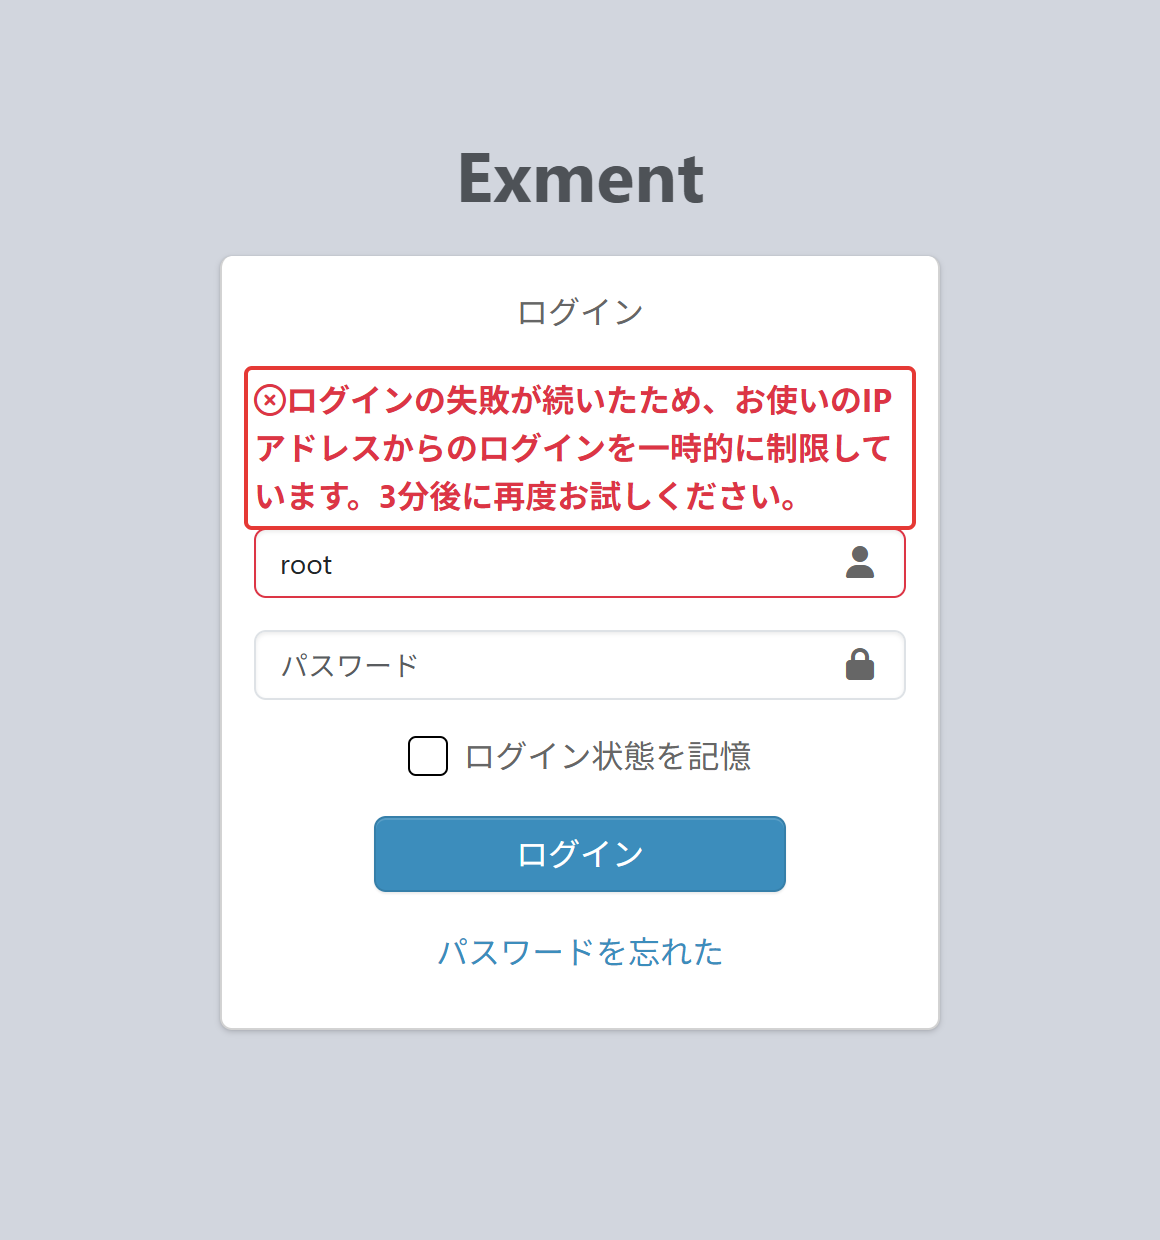 Exment
ログイン
ログインの失敗が続いたため、お使いのIP
アドレスからのログインを一時的に制限して
います。3分後に再度お試しください。
root
パスワード
ログイン状態を記憶
ログイン
パスワードを忘れた